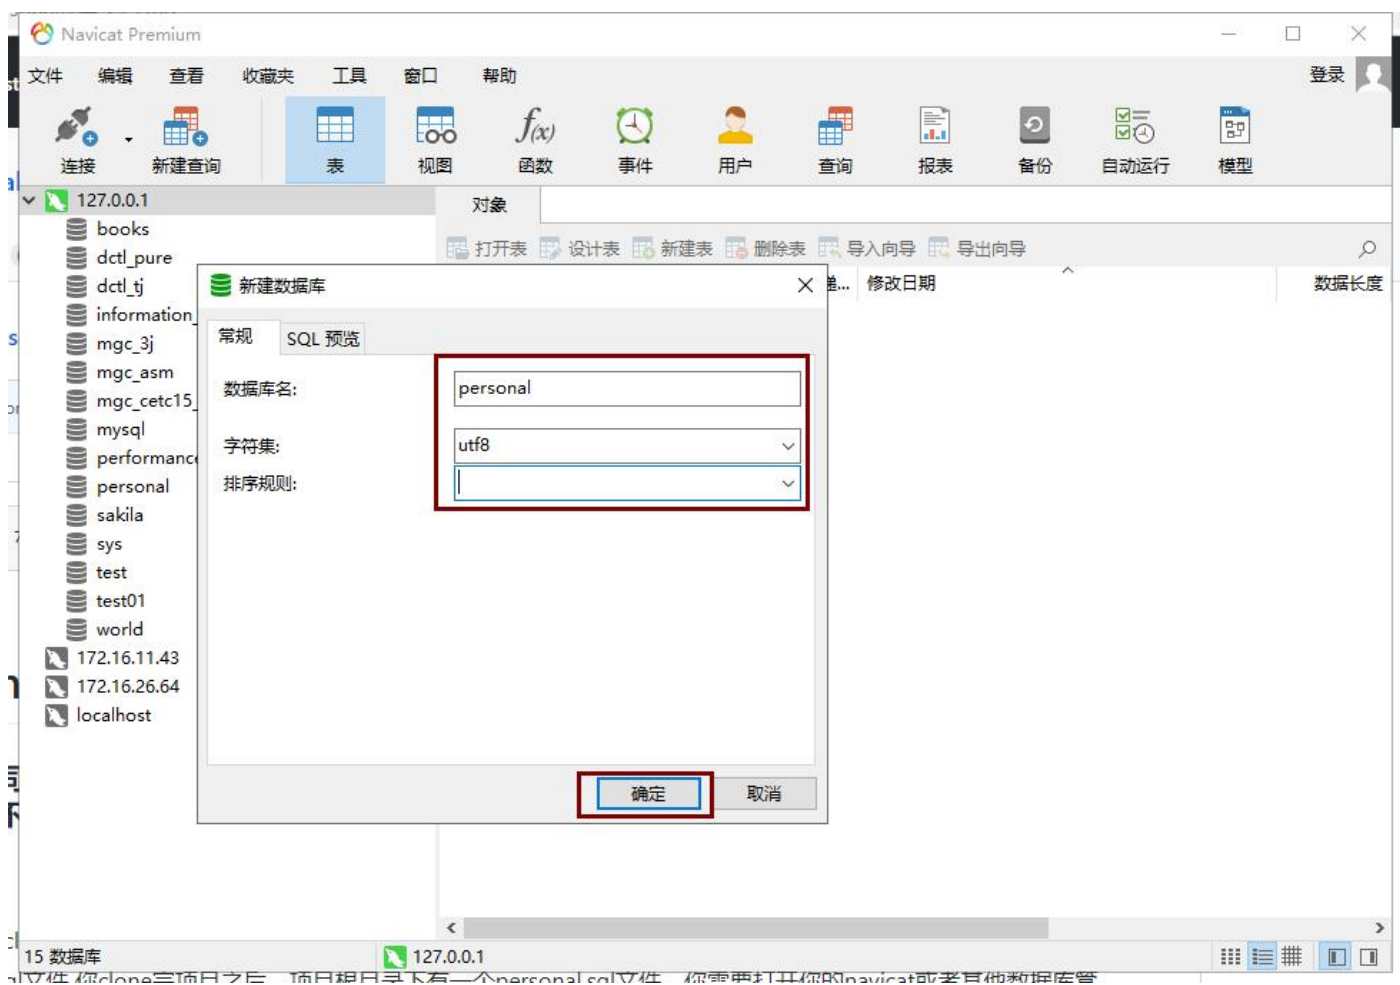 Navicat Premium
文件 编辑 查看 收藏夹 工具 窗口 帮助 登录
连接 新建查询 表 视图 函数 事件 用户 查询 报表 备份 自动运行 模型
f(x)
127.0.0.1
对象
books
打开表 设计表 新建表 删除表 导入向导 导出向导
dctl_pure
dctl_tj
新建数据库
修改日期 数据长度
information_
常规 SQL 预览
mgc_3j
mgc_asm
数据库名: personal
mgc_cetc15_
mysql
字符集: utf8
performance
排序规则:
personal
sakila
sys
test
test01
world
172.16.11.43
172.16.26.64
localhost
确定 取消
15 数据库 127.0.0.1